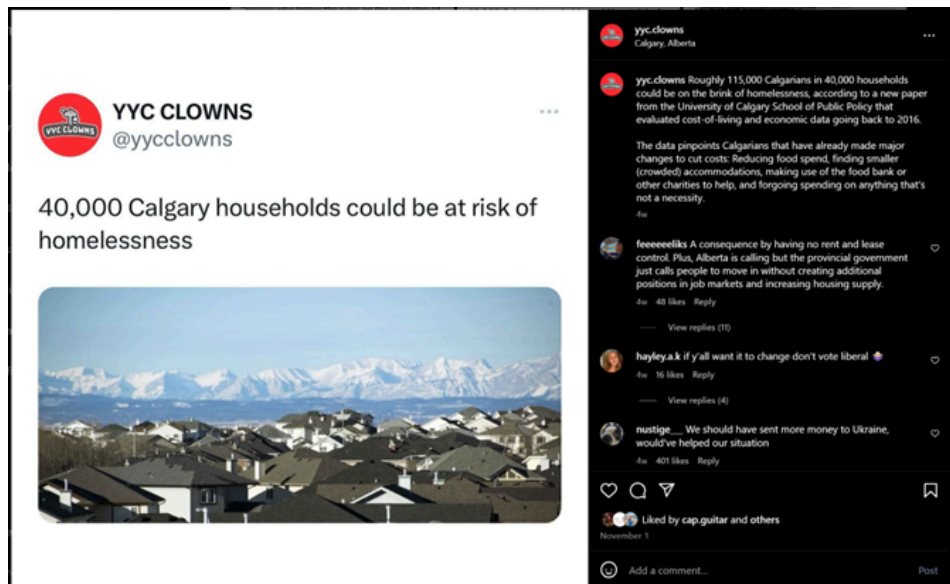 YYC CLOWNS
YYC CLOWNS
@yycclowns
40,000 Calgary households could be at risk of
homelessness
yyc.clowns
Calgary, Alberta
yyc.clowns Roughly 115,000 Calgarians in 40,000 households
could be on the brink of homelessness, according to a new paper
from the University of Calgary School of Public Policy that
evaluated cost-of-living and economic data going back to 2016.
The data pinpoints Calgarians that have already made major
changes to cut costs: Reducing food spend, finding smaller
(crowded) accommodations, making use of the food bank or
other charities to help, and forgoing spending on anything that's
not a necessity.
4w
feeeeeeliks A consequence by having no rent and lease
control. Plus, Alberta is calling but the provincial government
just calls people to move in without creating additional
positions in job markets and increasing housing supply.
4w 48 likes Reply
View replies (11)
hayley.a.k if y'all want it to change don't vote liberal 🤷🏻‍♀️
4w 16 likes Reply
View replies (4)
nustige__ We should have sent more money to Ukraine,
would've helped our situation
4w 401 likes Reply
Liked by cap.guitar and others
November 1
Add a comment...
Post